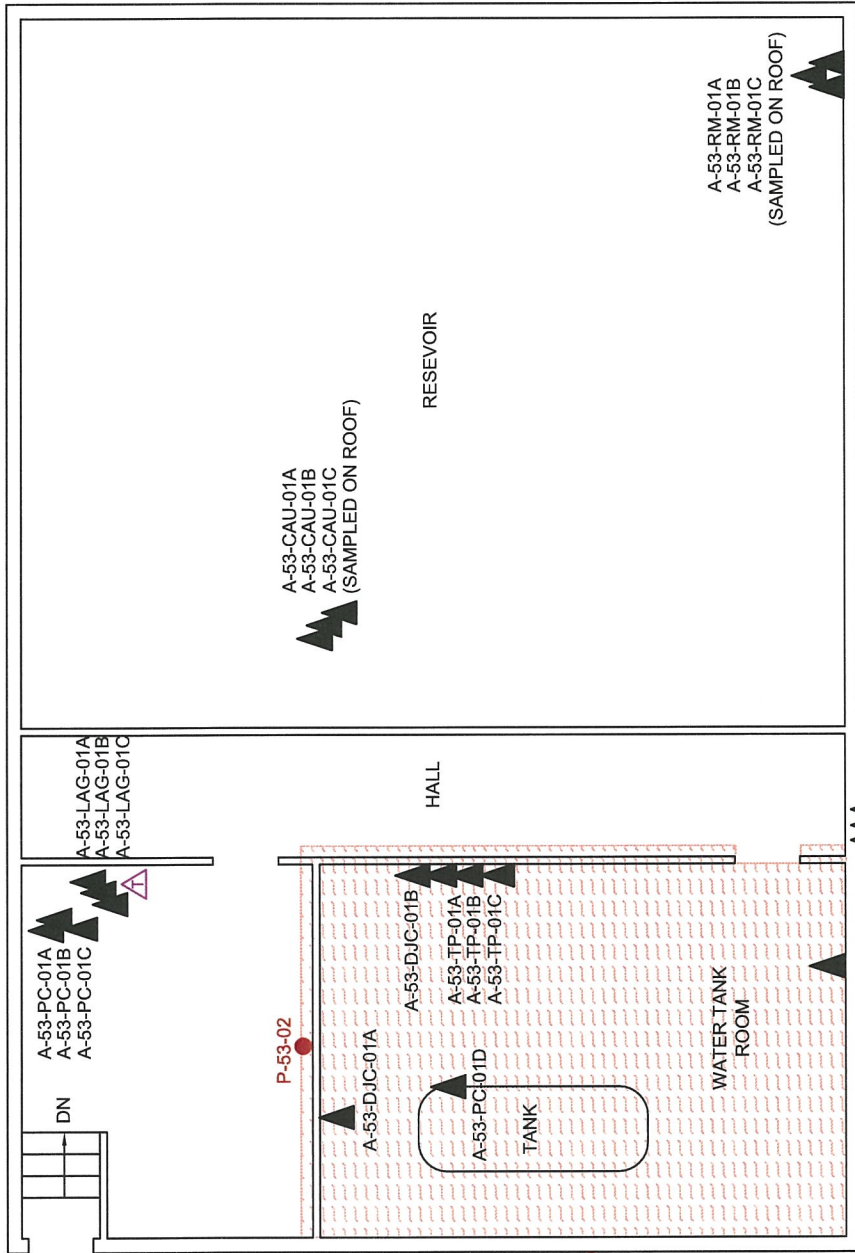 A-53-PC-01A
A-53-PC-01B
A-53-PC-01C
DN
A-53-LAG-01A
A-53-LAG-01B
A-53-LAG-01C
T
P-53-02
A-53-DJC-01A
A-53-DJC-01B
A-53-TP-01A
A-53-TP-01B
A-53-TP-01C
A-53-PC-01D
TANK
WATER TANK
ROOM
HALL
A-53-CAU-01A
A-53-CAU-01B
A-53-CAU-01C
(SAMPLED ON ROOF)
RESEVOIR
A-53-RM-01A
A-53-RM-01B
A-53-RM-01C
(SAMPLED ON ROOF)